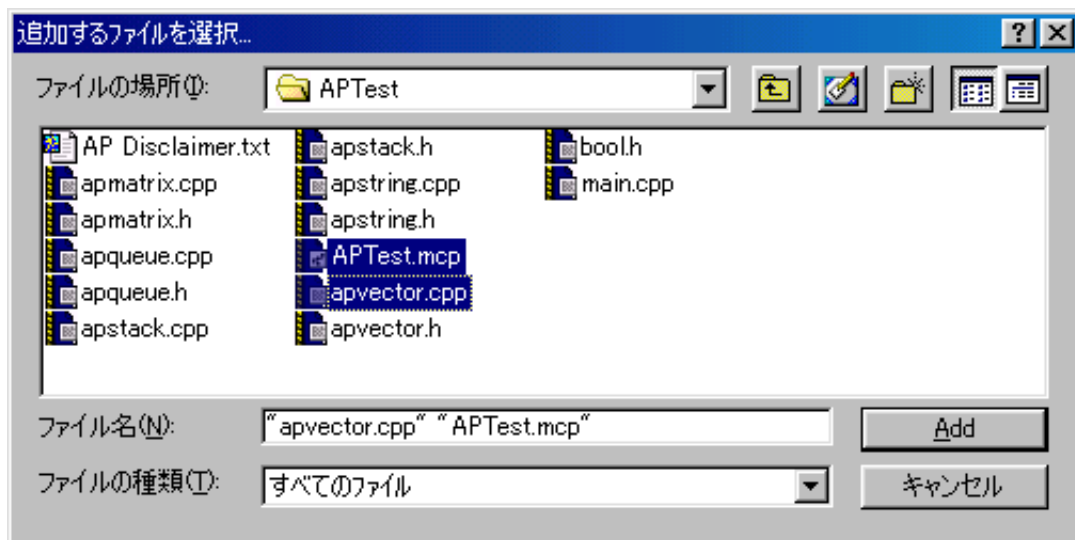 追加するファイルを選択...
ファイルの場所(I):
APTest
AP Disclaimer.txt
apmatrix.cpp
apmatrix.h
apqueue.cpp
apqueue.h
apstack.cpp
apstack.h
apstring.cpp
apstring.h
APTest.mcp
apvector.cpp
apvector.h
bool.h
main.cpp
ファイル名(N):
"apvector.cpp" "APTest.mcp"
Add
ファイルの種類(T):
すべてのファイル
キャンセル